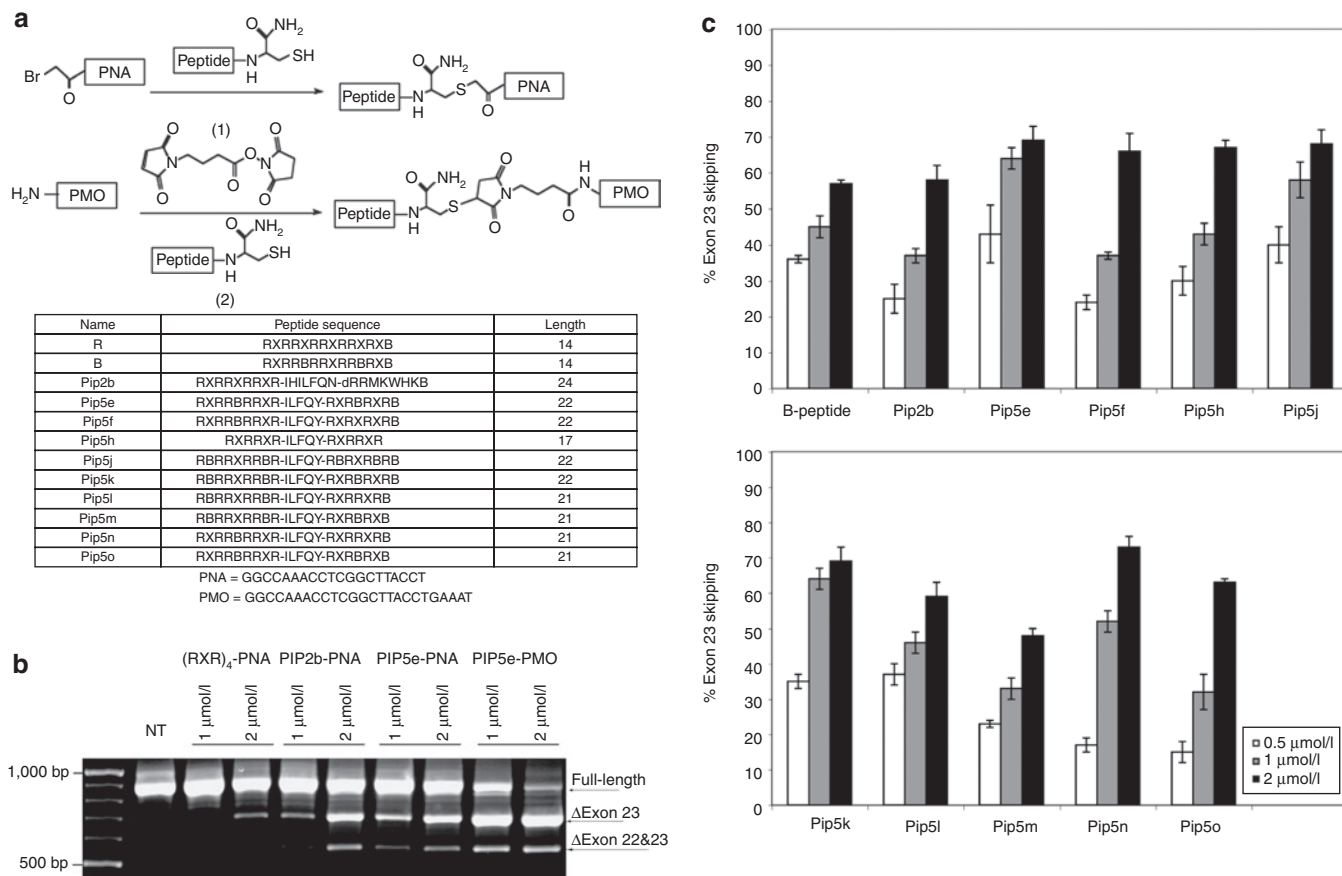 a
O NH2
Peptide N SH
H
Br PNA
O
O NH2
Peptide N S PNA
H O
(1)
O O
N O N
O O O
H2N PMO
O NH2
Peptide N SH
H
(2)
O NH2 O H
Peptide N S N N PMO
H O O
Name Peptide sequence Length
R RXRRXRRXRRXRXB 14
B RXRRBRRXRRBRXB 14
Pip2b RXRRXRRXR-IHILFQN-dRRMKWHKB 24
Pip5e RXRRBRRXR-ILFQY-RXRBRXRB 22
Pip5f RXRRBRRXR-ILFQY-RXRXRXRB 22
Pip5h RXRRXR-ILFQY-RXRRXR 17
Pip5j RBRRXRRBR-ILFQY-RBRXRBRB 22
Pip5k RBRRXRRBR-ILFQY-RXRBRXRB 22
Pip5l RBRRXRRBR-ILFQY-RXRRXRB 21
Pip5m RBRRXRRBR-ILFQY-RXRBRXB 21
Pip5n RXRRBRRXR-ILFQY-RXRRXRB 21
Pip5o RXRRBRRXR-ILFQY-RXRBRXB 21
PNA = GGCCAAACCTCGGCTTACCT
PMO = GGCCAAACCTCGGCTTACCTGAAAT
b
(RXR)4-PNA PIP2b-PNA PIP5e-PNA PIP5e-PMO
NT 1 µmol/l 2 µmol/l 1 µmol/l 2 µmol/l 1 µmol/l 2 µmol/l 1 µmol/l 2 µmol/l
1,000 bp
500 bp
Full-length
ΔExon 23
ΔExon 22&23
c
% Exon 23 skipping
100
90
80
70
60
50
40
30
20
10
0
B-peptide Pip2b Pip5e Pip5f Pip5h Pip5j
% Exon 23 skipping
100
90
80
70
60
50
40
30
20
10
0
Pip5k Pip5l Pip5m Pip5n Pip5o
0.5 µmol/l
1 µmol/l
2 µmol/l